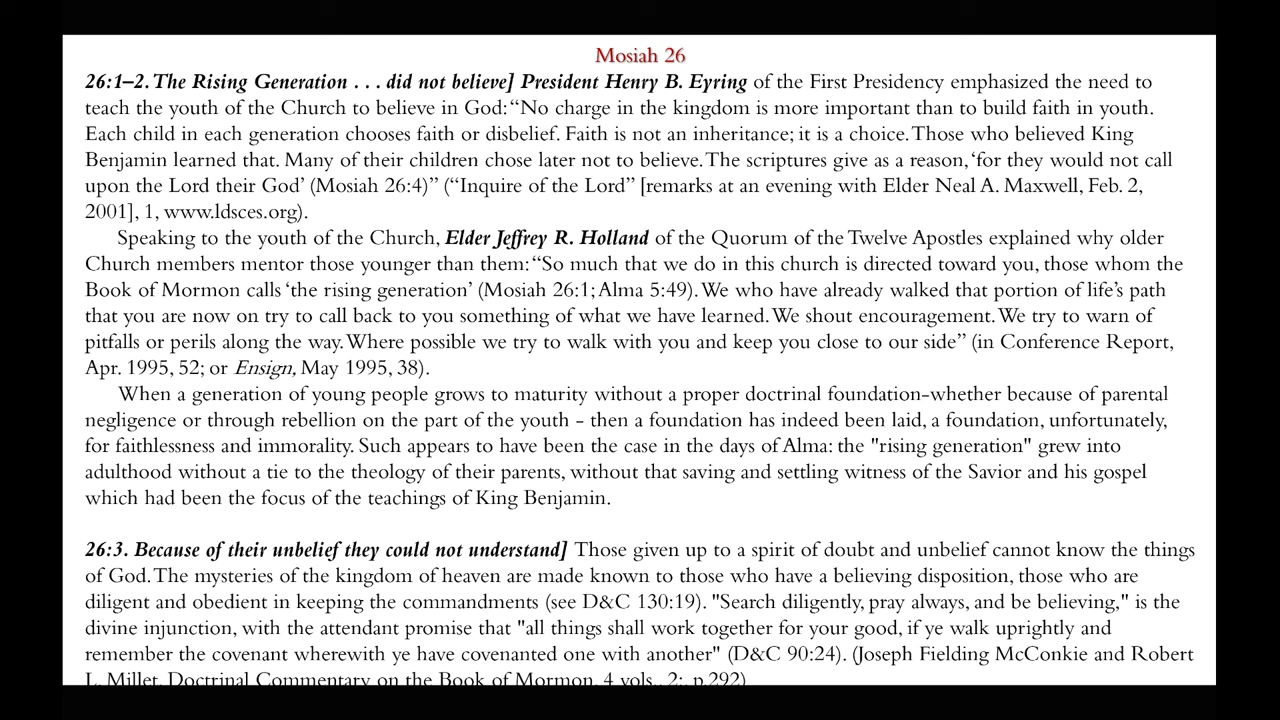 Mosiah 26
26:1–2. The Rising Generation . . . did not believe] President Henry B. Eyring of the First Presidency emphasized the need to
teach the youth of the Church to believe in God: “No charge in the kingdom is more important than to build faith in youth.
Each child in each generation chooses faith or disbelief. Faith is not an inheritance; it is a choice. Those who believed King
Benjamin learned that. Many of their children chose later not to believe. The scriptures give as a reason, ‘for they would not call
upon the Lord their God’ (Mosiah 26:4)” (“Inquire of the Lord” [remarks at an evening with Elder Neal A. Maxwell, Feb. 2,
2001], 1, www.ldsces.org).
Speaking to the youth of the Church, Elder Jeffrey R. Holland of the Quorum of the Twelve Apostles explained why older
Church members mentor those younger than them: “So much that we do in this church is directed toward you, those whom the
Book of Mormon calls ‘the rising generation’ (Mosiah 26:1; Alma 5:49). We who have already walked that portion of life’s path
that you are now on try to call back to you something of what we have learned. We shout encouragement. We try to warn of
pitfalls or perils along the way. Where possible we try to walk with you and keep you close to our side” (in Conference Report,
Apr. 1995, 52; or Ensign, May 1995, 38).
When a generation of young people grows to maturity without a proper doctrinal foundation-whether because of parental
negligence or through rebellion on the part of the youth - then a foundation has indeed been laid, a foundation, unfortunately,
for faithlessness and immorality. Such appears to have been the case in the days of Alma: the "rising generation" grew into
adulthood without a tie to the theology of their parents, without that saving and settling witness of the Savior and his gospel
which had been the focus of the teachings of King Benjamin.
26:3. Because of their unbelief they could not understand] Those given up to a spirit of doubt and unbelief cannot know the things
of God. The mysteries of the kingdom of heaven are made known to those who have a believing disposition, those who are
diligent and obedient in keeping the commandments (see D&C 130:19). "Search diligently, pray always, and be believing," is the
divine injunction, with the attendant promise that "all things shall work together for your good, if ye walk uprightly and
remember the covenant wherewith ye have covenanted one with another" (D&C 90:24). (Joseph Fielding McConkie and Robert
L. Millet, Doctrinal Commentary on the Book of Mormon, 4 vols., 2:, p.292)